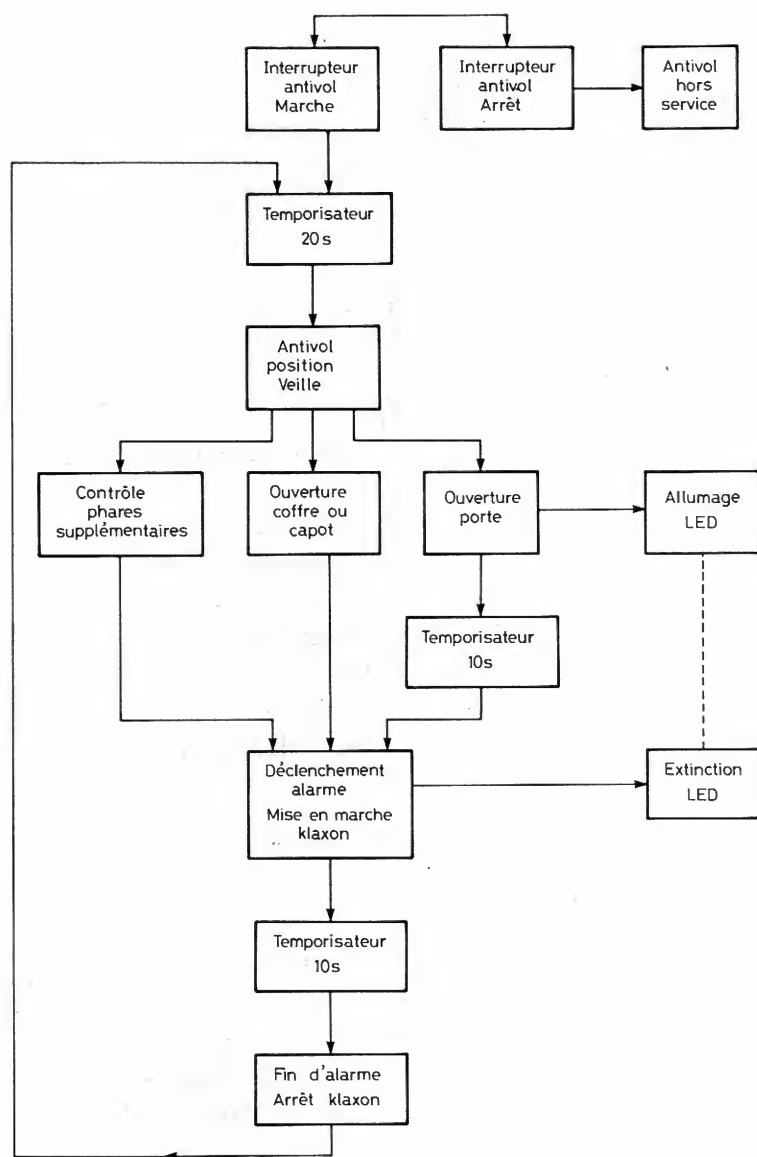 Interrupteur
antivol
Marche
Interrupteur
antivol
Arrêt
Antivol
hors
service
Temporisateur
20s
Antivol
position
Veille
Contrôle
phares
supplémentaires
Ouverture
coffre ou
capot
Ouverture
porte
Allumage
LED
Temporisateur
10s
Déclenchement
alarme
Mise en marche
klaxon
Extinction
LED
Temporisateur
10s
Fin d'alarme
Arrêt klaxon